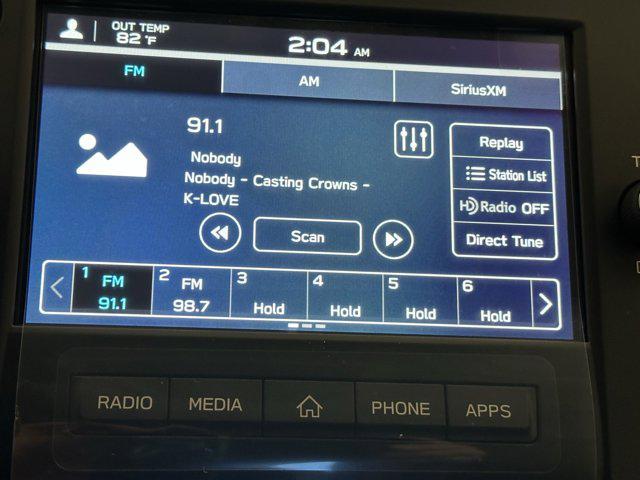 OUT TEMP
82 °F
2:04 AM
FM
AM
SiriusXM
91.1
Nobody
Nobody - Casting Crowns -
K-LOVE
Replay
Station List
HD Radio OFF
Direct Tune
Scan
1 FM 91.1
2 FM 98.7
3 Hold
4 Hold
5 Hold
6 Hold
RADIO
MEDIA
PHONE
APPS